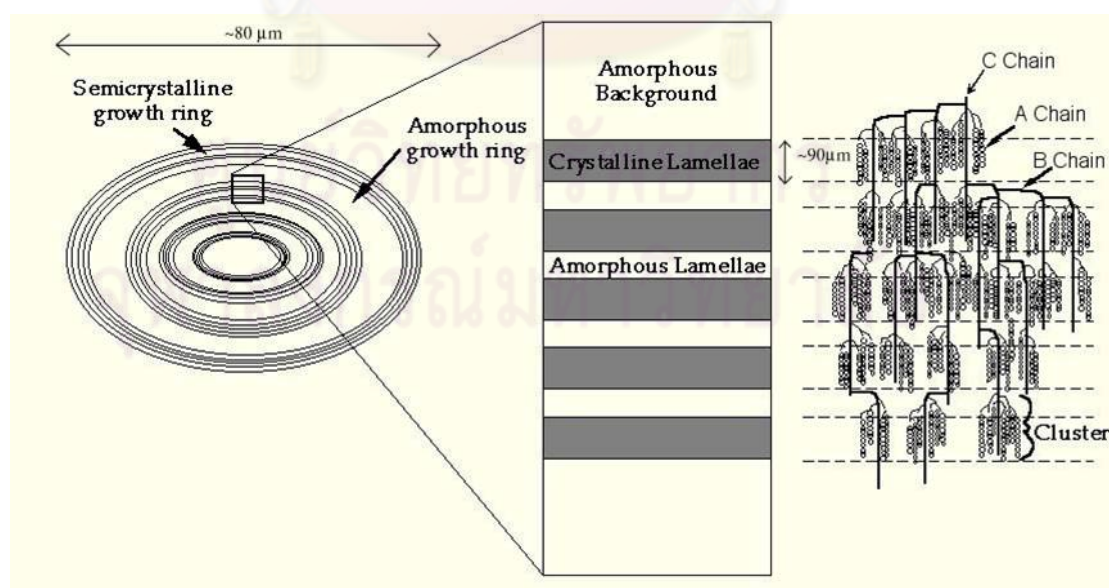 ~80 µm
Semicrystalline
growth ring
Amorphous
growth ring
Amorphous
Background
Crystalline Lamellae
~90µm
Amorphous Lamellae
C Chain
A Chain
B Chain
Cluster